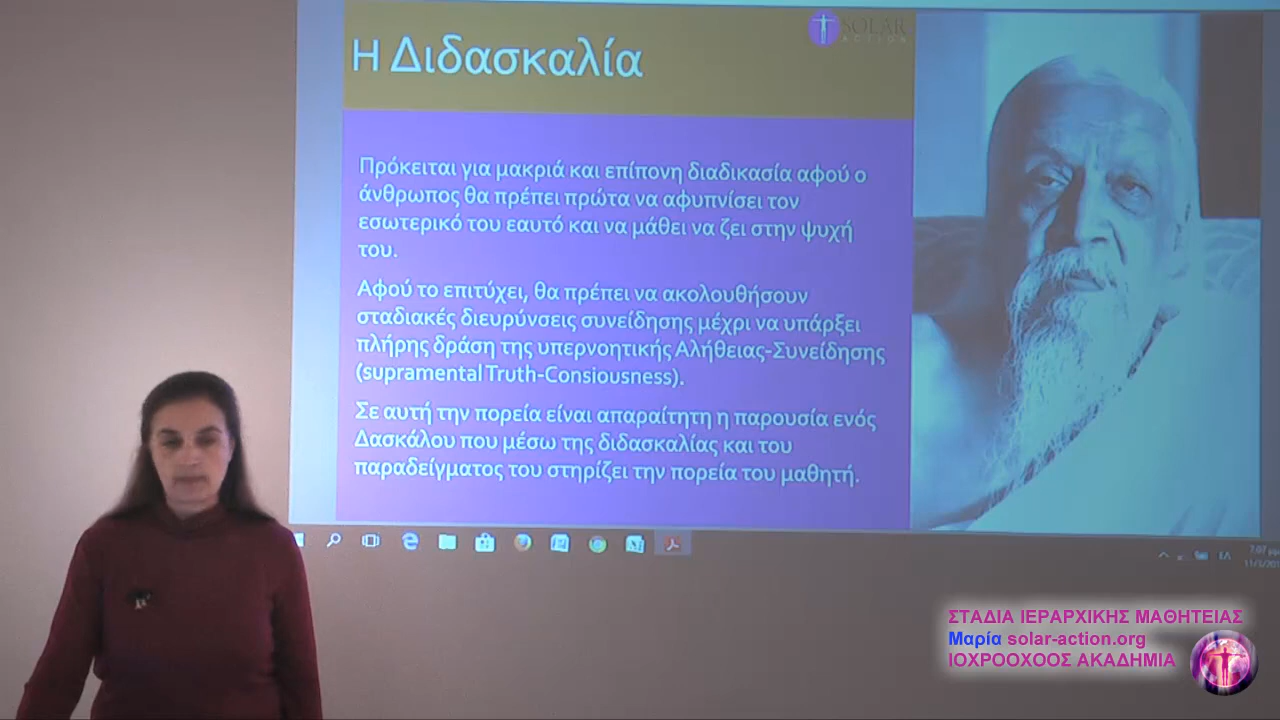 SOLAR
ACTION
Η Διδασκαλία
Πρόκειται για μακριά και επίπονη διαδικασία αφού ο
άνθρωπος θα πρέπει πρώτα να αφυπνίσει τον
εσωτερικό του εαυτό και να μάθει να ζει στην ψυχή
του.
Αφού το επιτύχει, θα πρέπει να ακολουθήσουν
σταδιακές διευρύνσεις συνείδησης μέχρι να υπάρξει
πλήρης δράση της υπερνοητικής Αλήθειας-Συνείδησης
(supramental Truth-Consiousness).
Σε αυτή την πορεία είναι απαραίτητη η παρουσία ενός
Δασκάλου που μέσω της διδασκαλίας και του
παραδείγματος του στηρίζει την πορεία του μαθητή.
ΕΛ
ΣΤΑΔΙΑ ΙΕΡΑΡΧΙΚΗΣ ΜΑΘΗΤΕΙΑΣ
Μαρία solar-action.org
ΙΟΧΡΟΟΧΟΟΣ ΑΚΑΔΗΜΙΑ